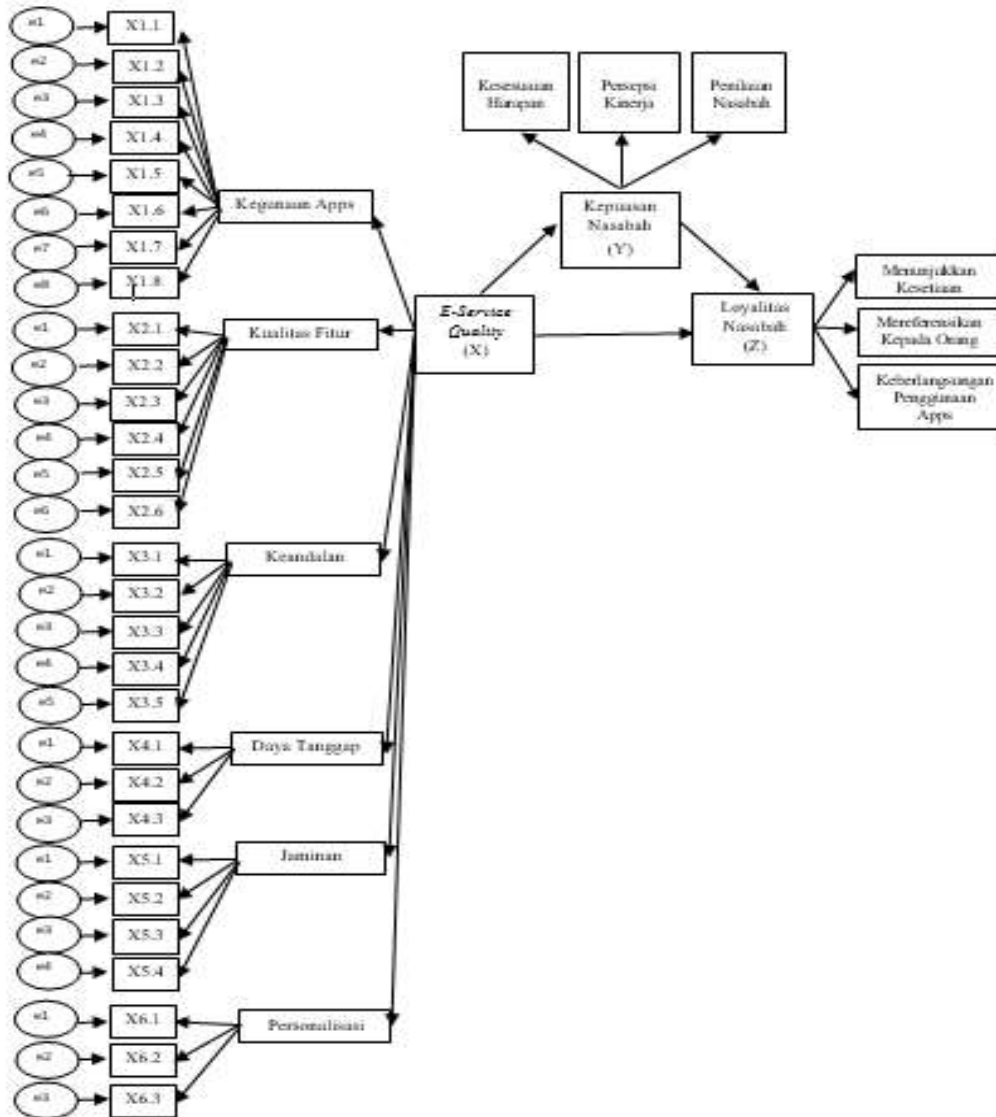 e1
X1.1
e2
X1.2
e3
X1.3
e4
X1.4
e5
X1.5
e6
X1.6
e7
X1.7
e8
X1.8
Kegunaan Apps
e1
X2.1
e2
X2.2
e3
X2.3
e4
X2.4
e5
X2.5
e6
X2.6
Kualitas Fitur
e1
X3.1
e2
X3.2
e3
X3.3
e4
X3.4
e5
X3.5
Keandalan
e1
X4.1
e2
X4.2
e3
X4.3
Daya Tanggap
e1
X5.1
e2
X5.2
e3
X5.3
e4
X5.4
Jaminan
e1
X6.1
e2
X6.2
e3
X6.3
Personalisasi
E-Service
Quality
(X)
Kesesuaian
Harapan
Persepsi
Kinerja
Penilaian
Nasabah
Kepuasan
Nasabah
(Y)
Loyalitas
Nasabah
(Z)
Menunjukkan
Kesetiaan
Mereferensikan
Kepada Orang
Keberlangsungan
Penggunaan
Apps